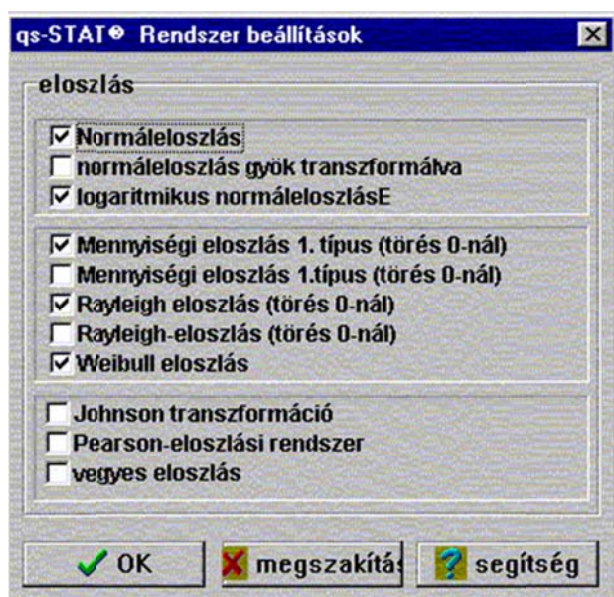 qs-STAT® Rendszer beállítások
eloszlás
Normáleloszlás
normáleloszlás gyök transzformálva
logaritmikus normáleloszlásE
Mennyiségi eloszlás 1. típus (törés 0-nál)
Mennyiségi eloszlás 1.típus (törés 0-nál)
Rayleigh eloszlás (törés 0-nál)
Rayleigh-eloszlás (törés 0-nál)
Weibull eloszlás
Johnson transzformáció
Pearson-eloszlási rendszer
vegyes eloszlás
OK megszakítás segítség